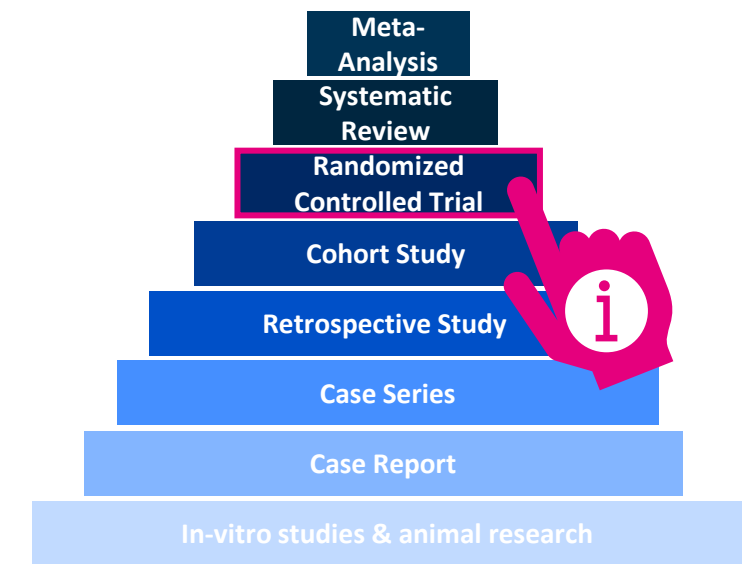 Meta-
Analysis
Systematic
Review
Randomized
Controlled Trial
Cohort Study
Retrospective Study
i
Case Series
Case Report
In-vitro studies & animal research